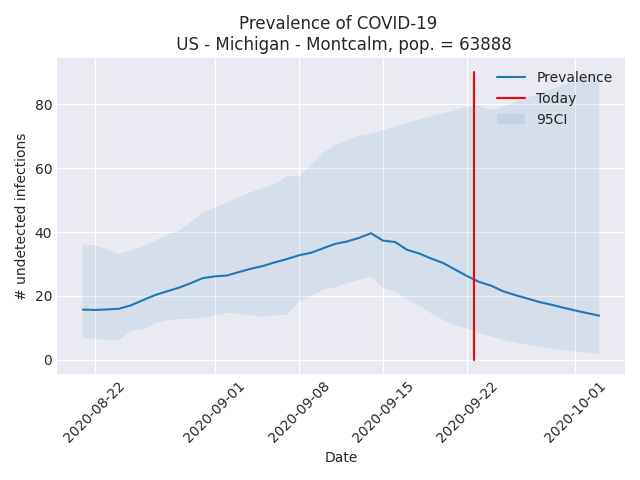 Prevalence of COVID-19
US - Michigan - Montcalm, pop. = 63888
Prevalence
Today
95CI
# undetected infections
80
60
40
20
0
2020-08-22
2020-09-01
2020-09-08
2020-09-15
2020-09-22
2020-10-01
Date